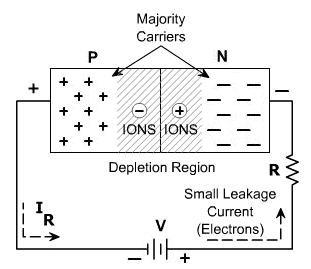 Majority
Carriers
P N
+ −
+ + +
+ +
+ + +
+ +
+ + +
− +
IONS IONS
Depletion Region
R
Small Leakage
Current
(Electrons)
I R
V
− +